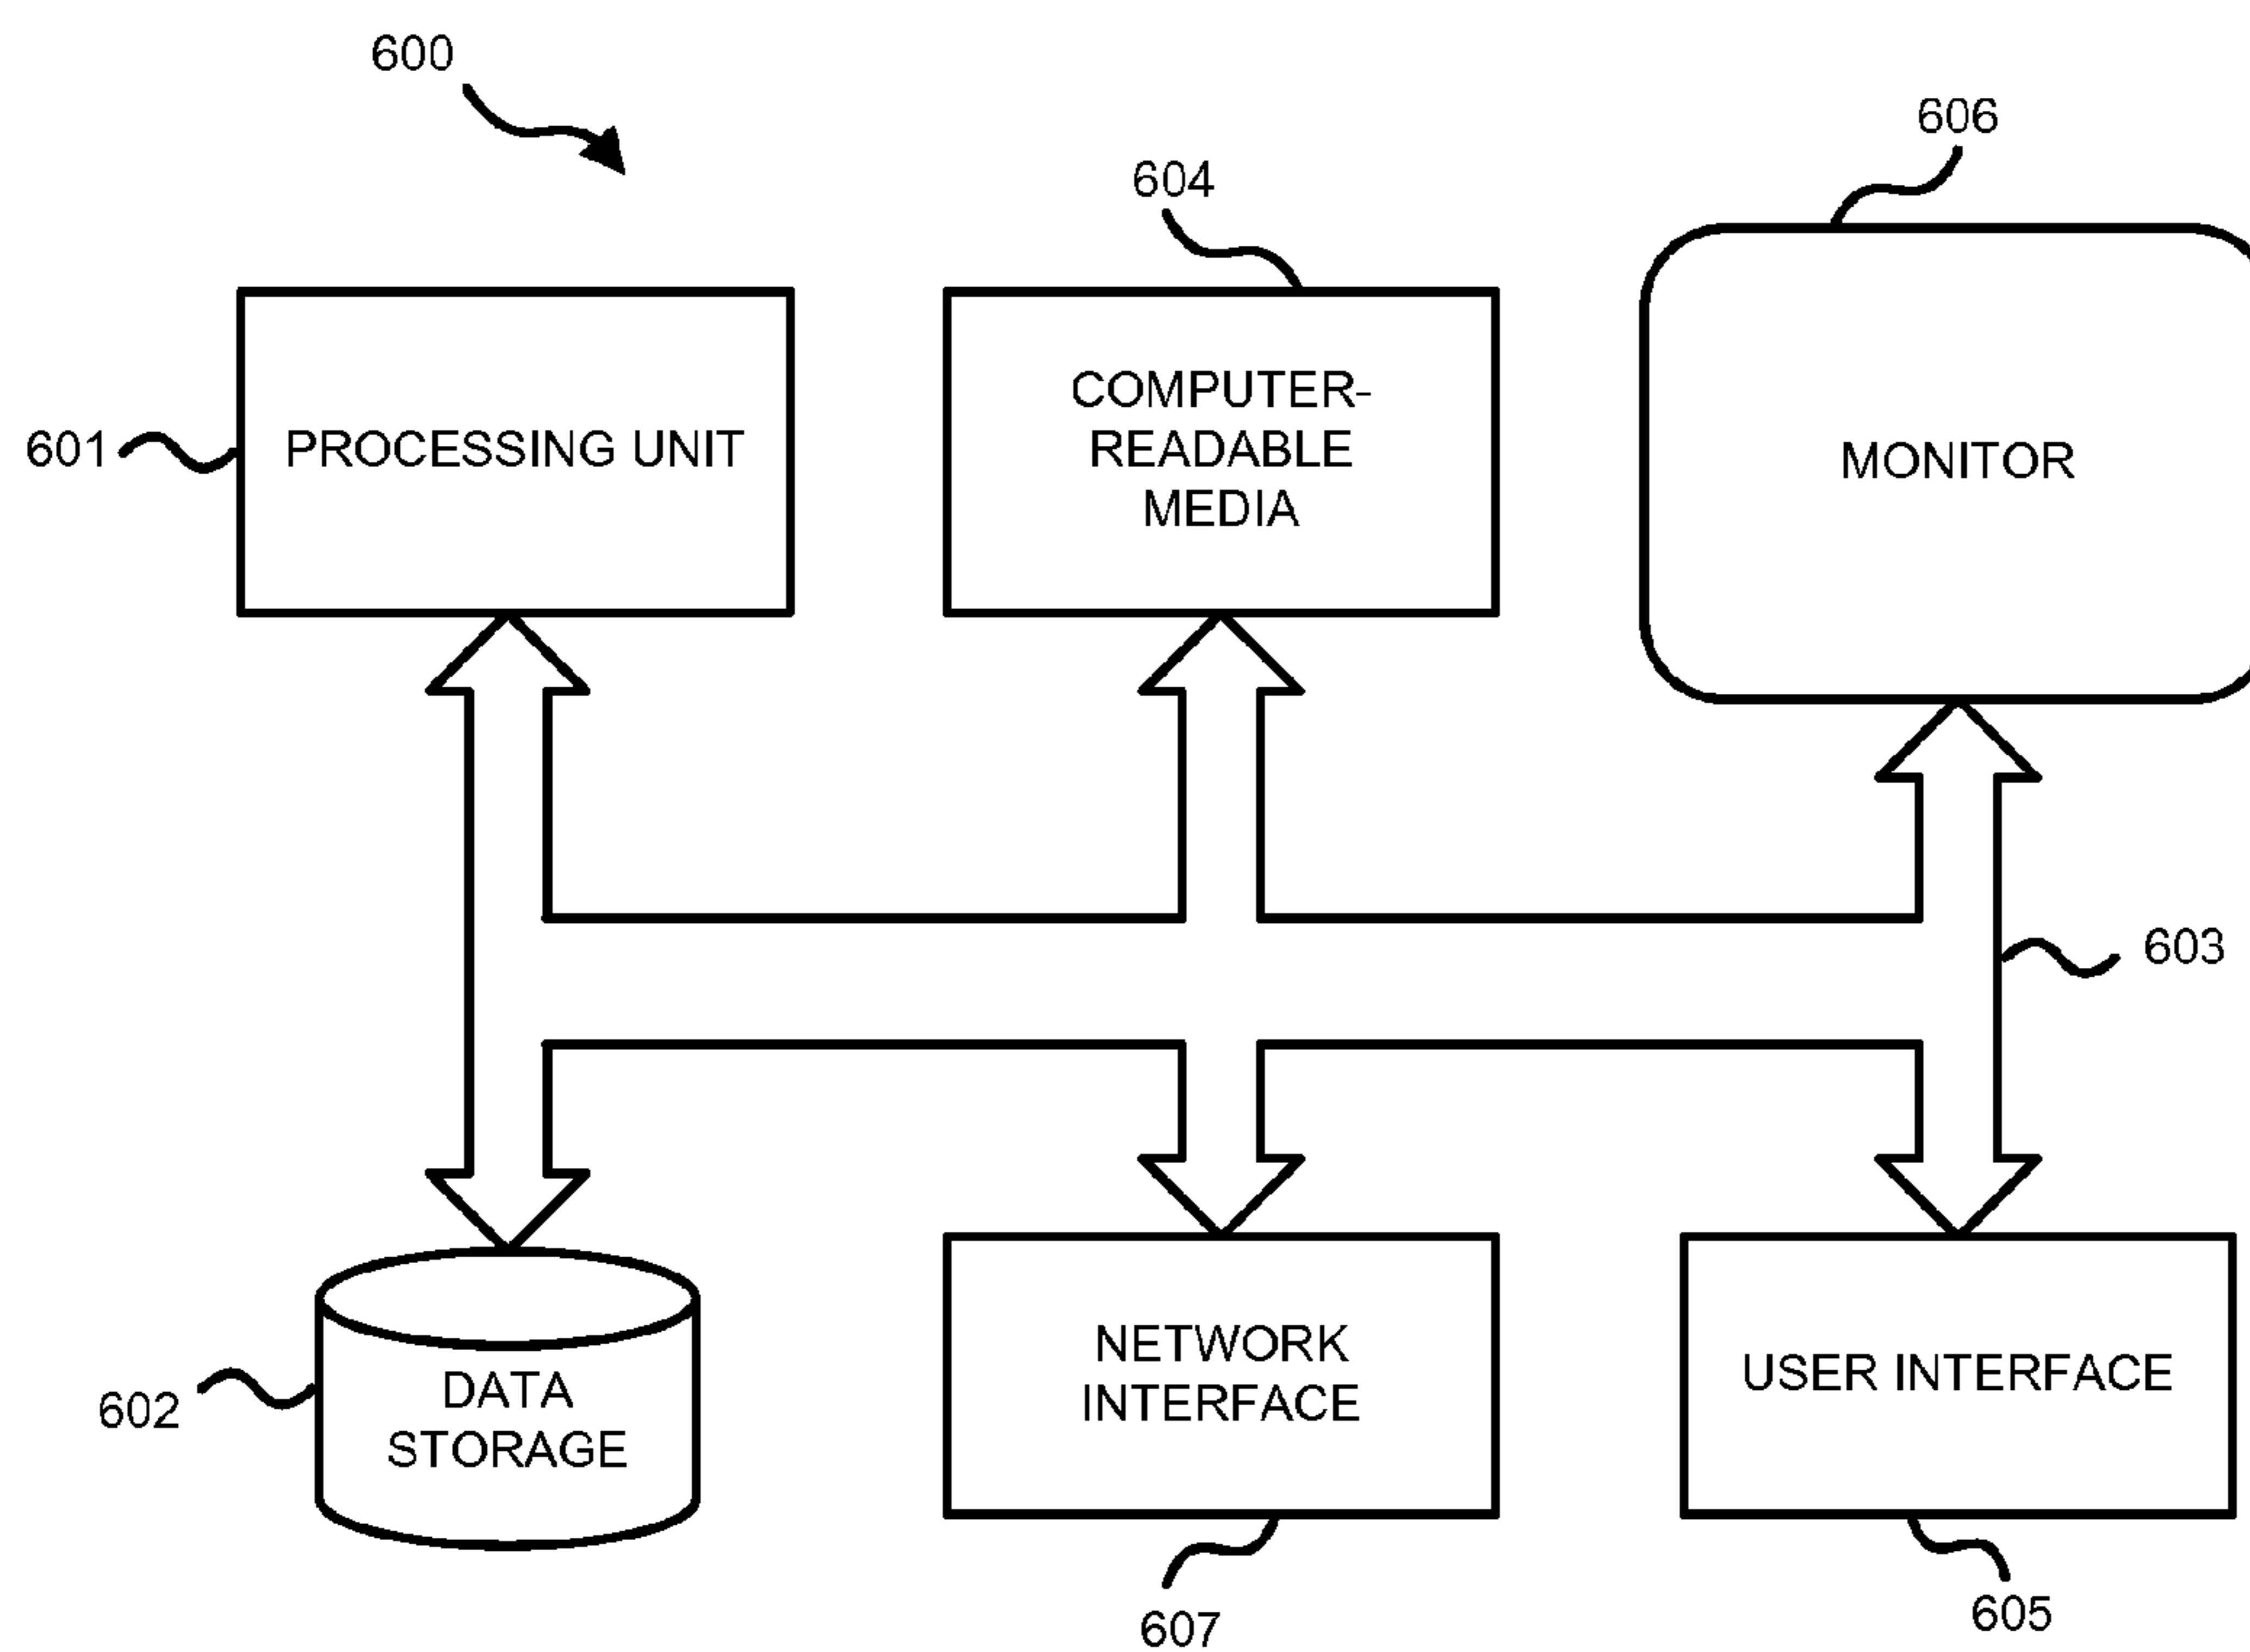 600
606
604
COMPUTER-
READABLE
MEDIA
601
PROCESSING UNIT
MONITOR
603
NETWORK
INTERFACE
USER INTERFACE
DATA
STORAGE
602
607
605